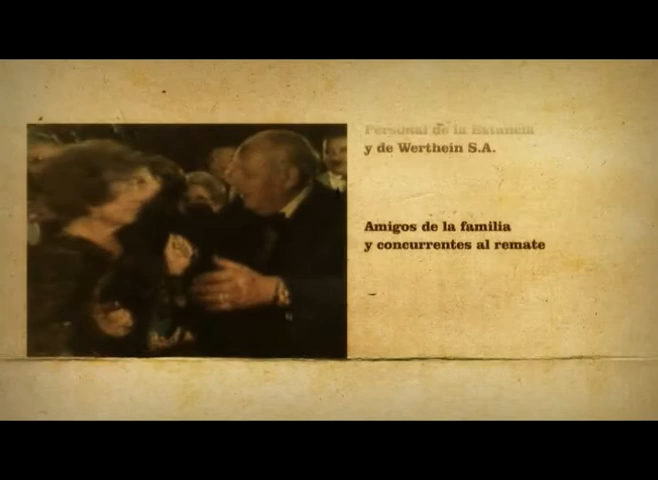 Personal de la Estancia
y de Werthein S.A.
Amigos de la familia
y concurrentes al remate